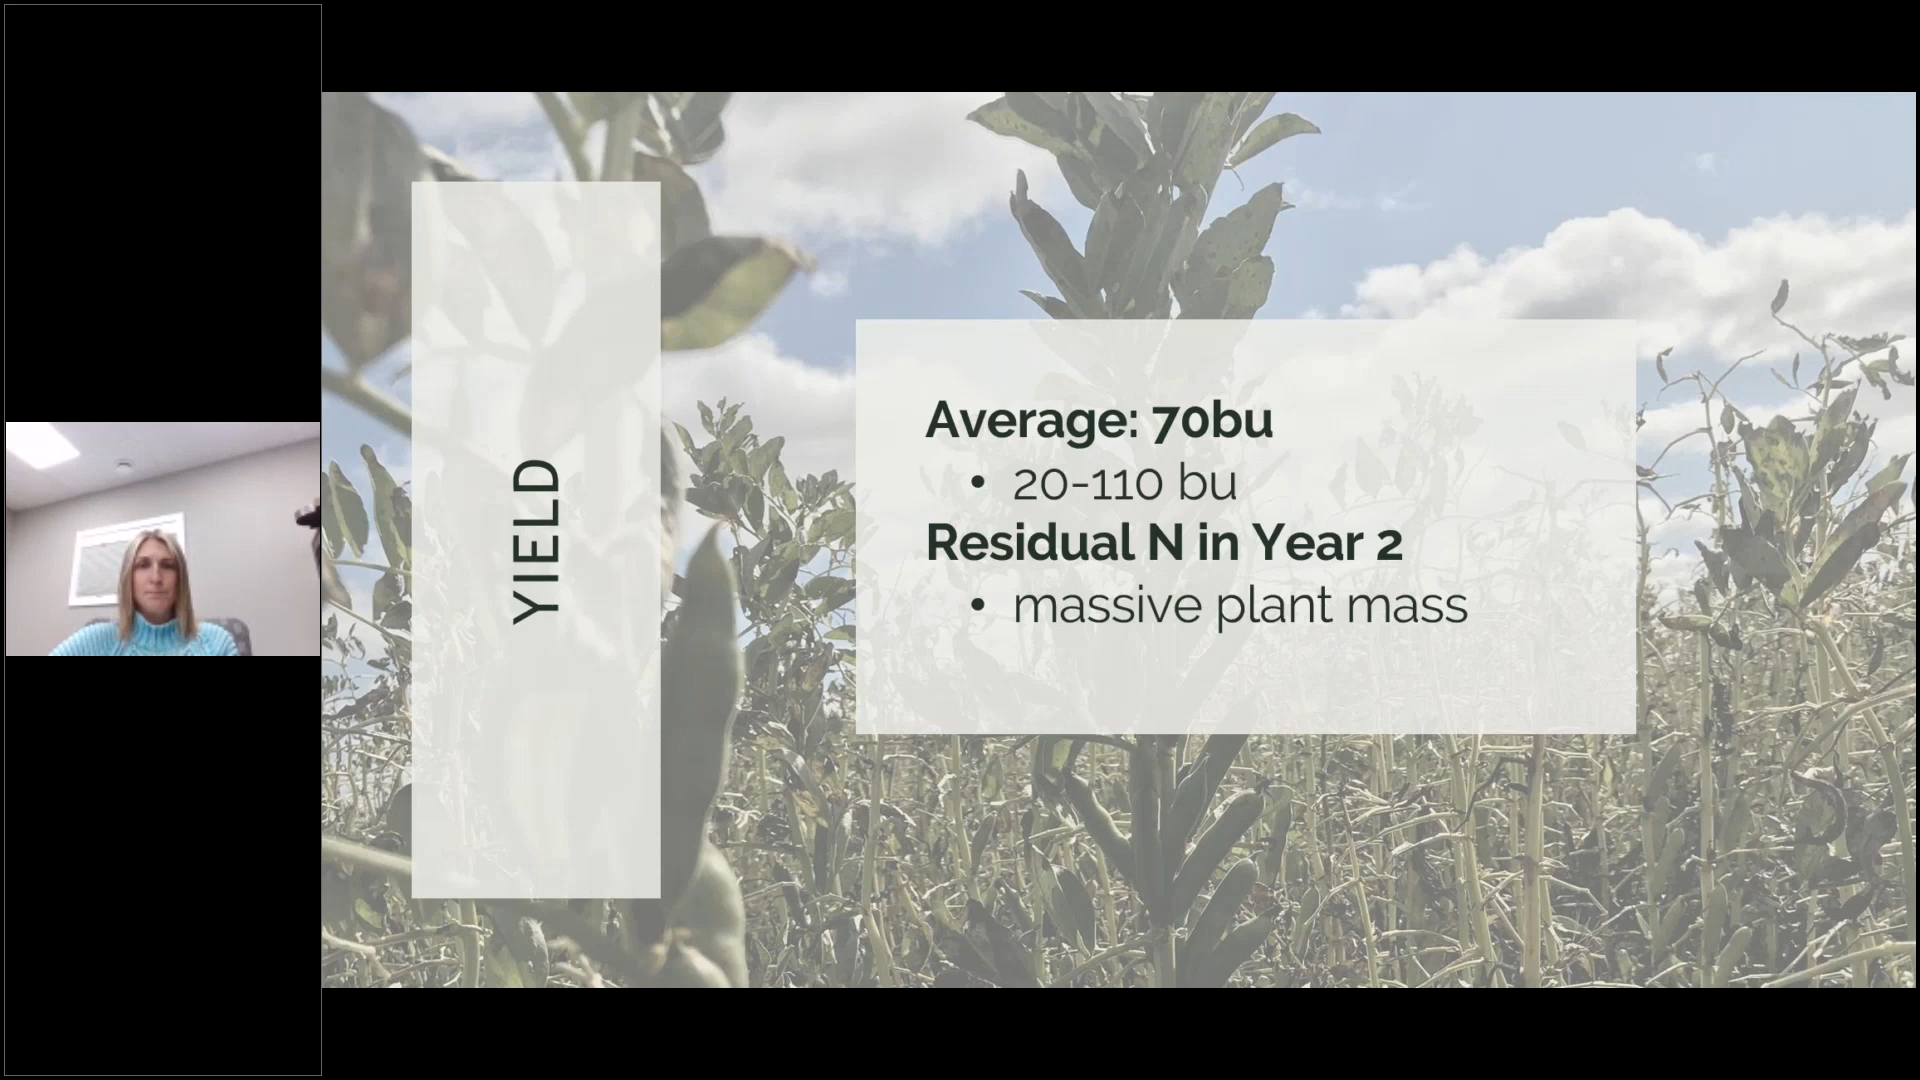 YIELD
Average: 70bu
• 20-110 bu
Residual N in Year 2
• massive plant mass